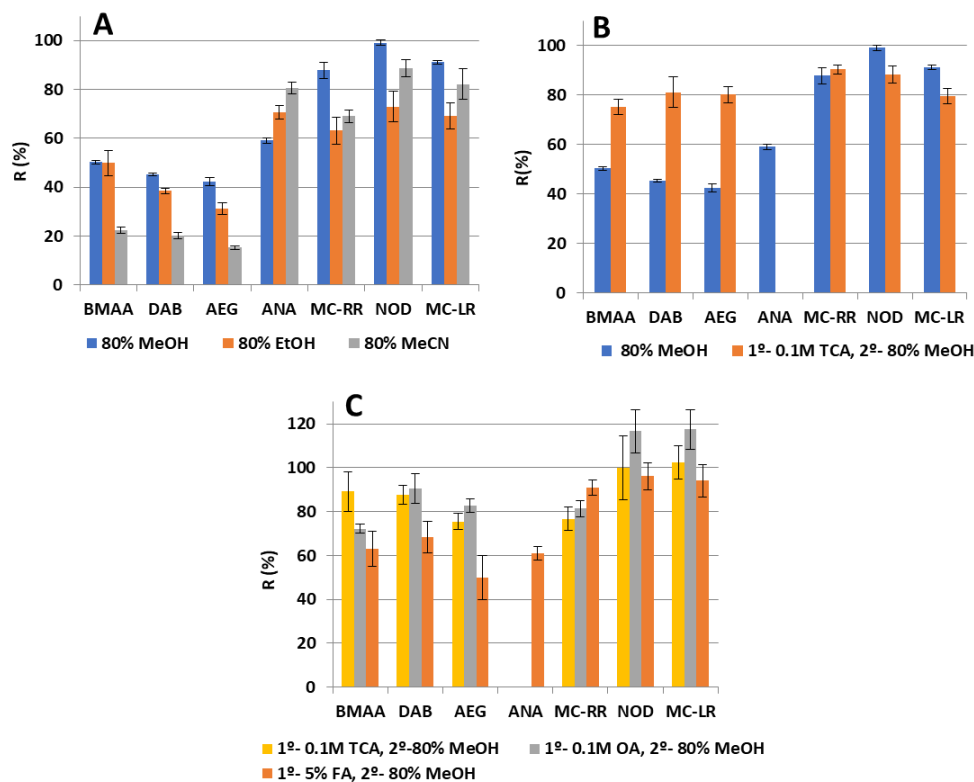 A
R (%)
100
80
60
40
20
0
BMAA DAB AEG ANA MC-RR NOD MC-LR
80% MeOH 80% EtOH 80% MeCN
B
R(%)
100
80
60
40
20
0
BMAA DAB AEG ANA MC-RR NOD MC-LR
80% MeOH 1º- 0.1M TCA, 2º- 80% MeOH
C
R (%)
120
100
80
60
40
20
0
BMAA DAB AEG ANA MC-RR NOD MC-LR
1º- 0.1M TCA, 2º-80% MeOH 1º- 0.1M OA, 2º- 80% MeOH
1º- 5% FA, 2º- 80% MeOH